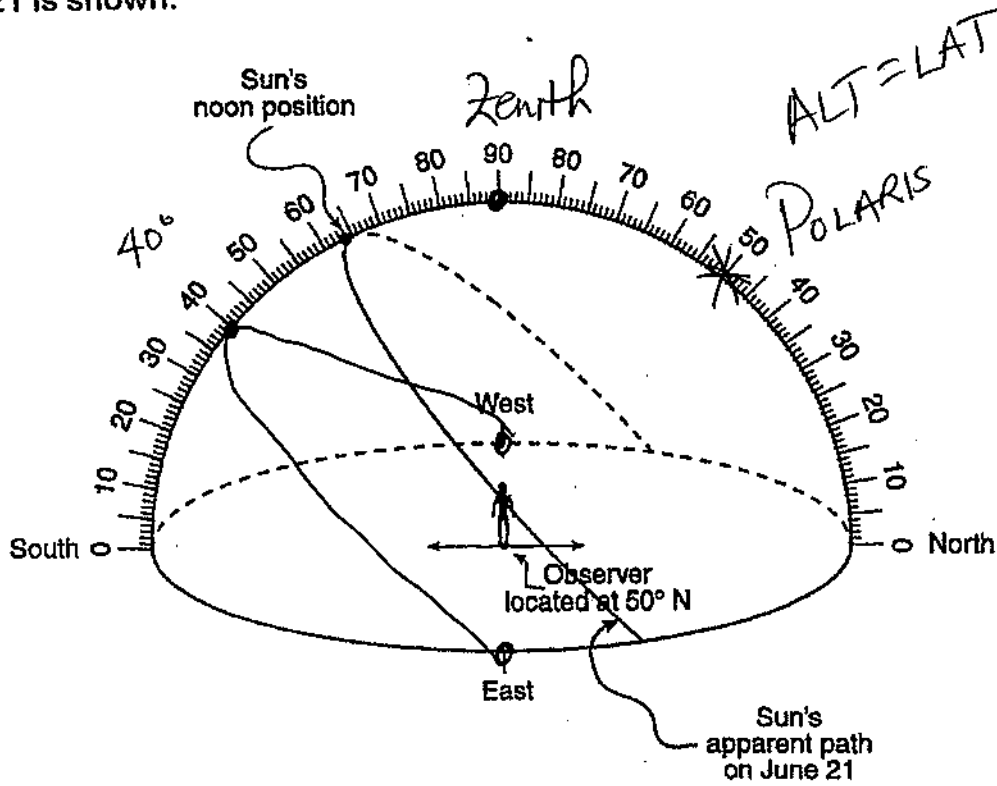 21 is shown.
Sun's
noon position
Zenith
ALT=LAT
POLARIS
40°
0
10
20
30
40
50
60
70
80
90
80
70
60
50
40
30
20
10
0
South
North
West
Observer
located at 50° N
East
Sun's
apparent path
on June 21